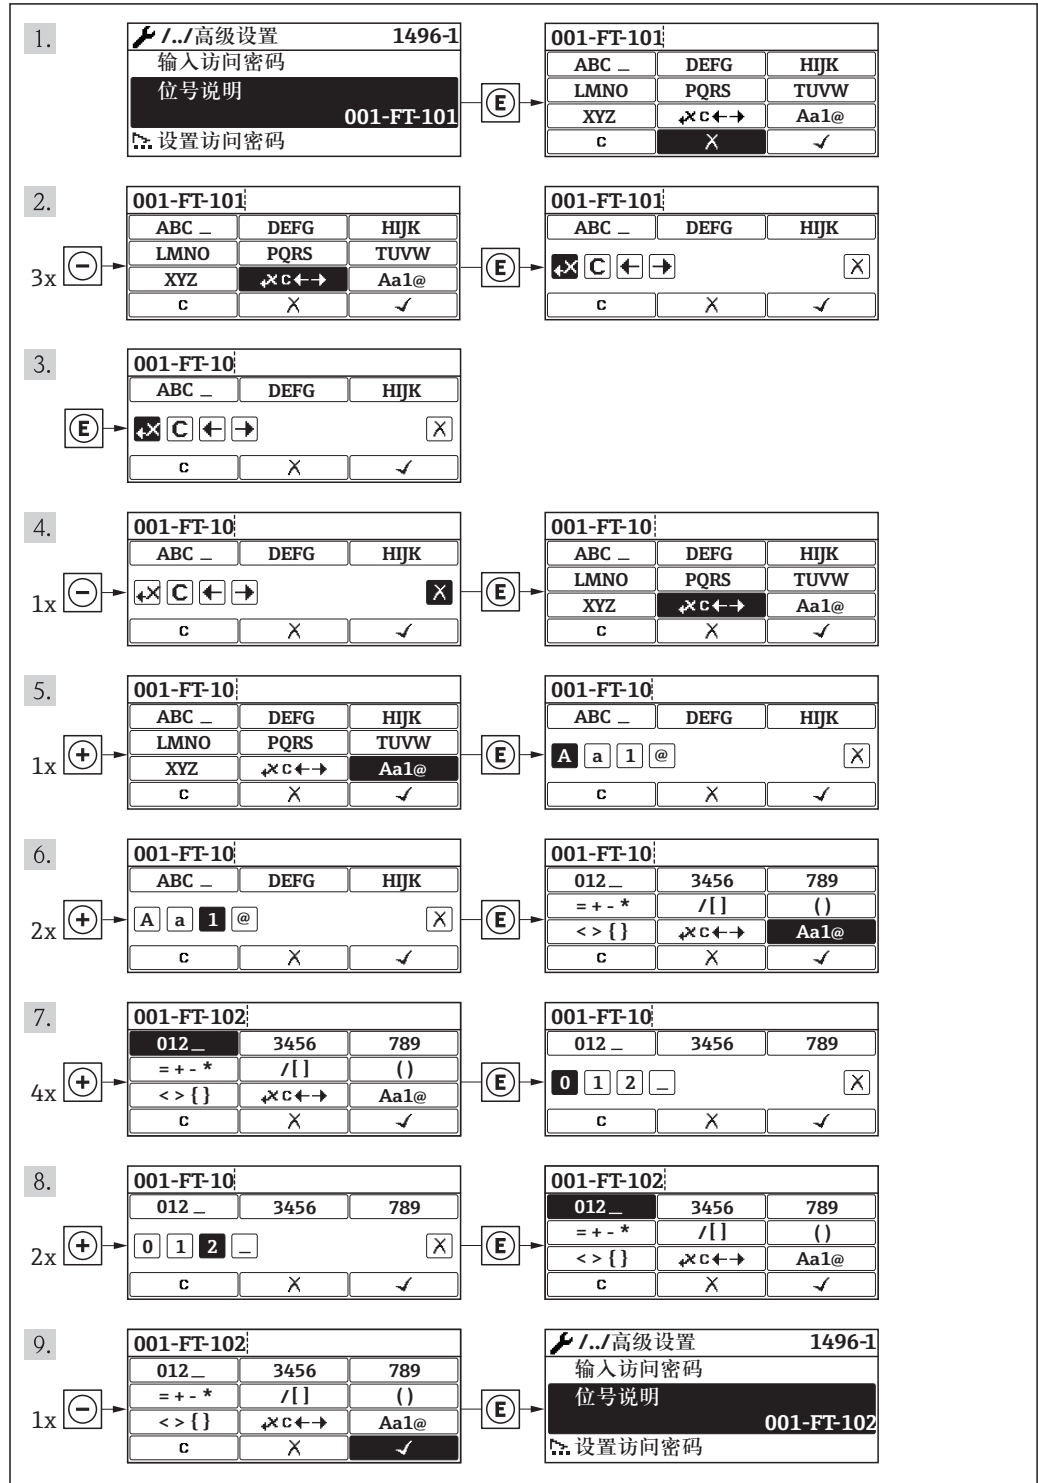 1.
/../高级设置 1496-1
输入访问密码
位号说明
001-FT-101
设置访问密码
E
001-FT-101
ABC _ DEFG HIJK
LMNO PQRS TUVW
XYZ C Aa1@
C X ✓
2.
3x −
001-FT-101
ABC _ DEFG HIJK
LMNO PQRS TUVW
XYZ C Aa1@
C X ✓
E
001-FT-101
ABC _ DEFG HIJK
C X
C X ✓
3.
E
001-FT-10
ABC _ DEFG HIJK
C X
C X ✓
4.
1x −
001-FT-10
ABC _ DEFG HIJK
C X
C X ✓
E
001-FT-10
ABC _ DEFG HIJK
LMNO PQRS TUVW
XYZ C Aa1@
C X ✓
5.
1x +
001-FT-10
ABC _ DEFG HIJK
LMNO PQRS TUVW
XYZ C Aa1@
C X ✓
E
001-FT-10
ABC _ DEFG HIJK
A a 1 @ X
C X ✓
6.
2x +
001-FT-10
ABC _ DEFG HIJK
A a 1 @ X
C X ✓
E
001-FT-10
012 _ 3456 789
= + - * / [ ] ( )
< > { } C Aa1@
C X ✓
7.
4x +
001-FT-102
012 _ 3456 789
= + - * / [ ] ( )
< > { } C Aa1@
C X ✓
E
001-FT-10
012 _ 3456 789
0 1 2 _ X
C X ✓
8.
2x +
001-FT-10
012 _ 3456 789
0 1 2 _ X
C X ✓
E
001-FT-102
012 _ 3456 789
= + - * / [ ] ( )
< > { } C Aa1@
C X ✓
9.
1x −
001-FT-102
012 _ 3456 789
= + - * / [ ] ( )
< > { } C Aa1@
C X ✓
E
/../高级设置 1496-1
输入访问密码
位号说明
001-FT-102
设置访问密码